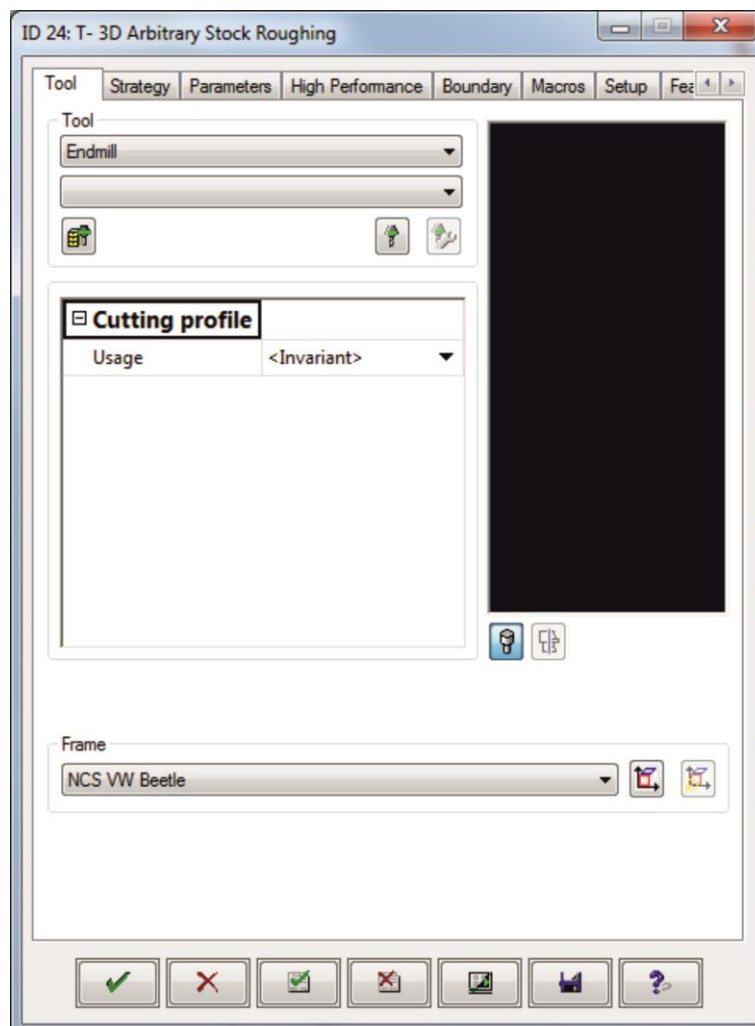 ID 24: T- 3D Arbitrary Stock Roughing
Tool Strategy Parameters High Performance Boundary Macros Setup Fea
Tool
Endmill
Cutting profile
Usage <Invariant>
Frame
NCS VW Beetle